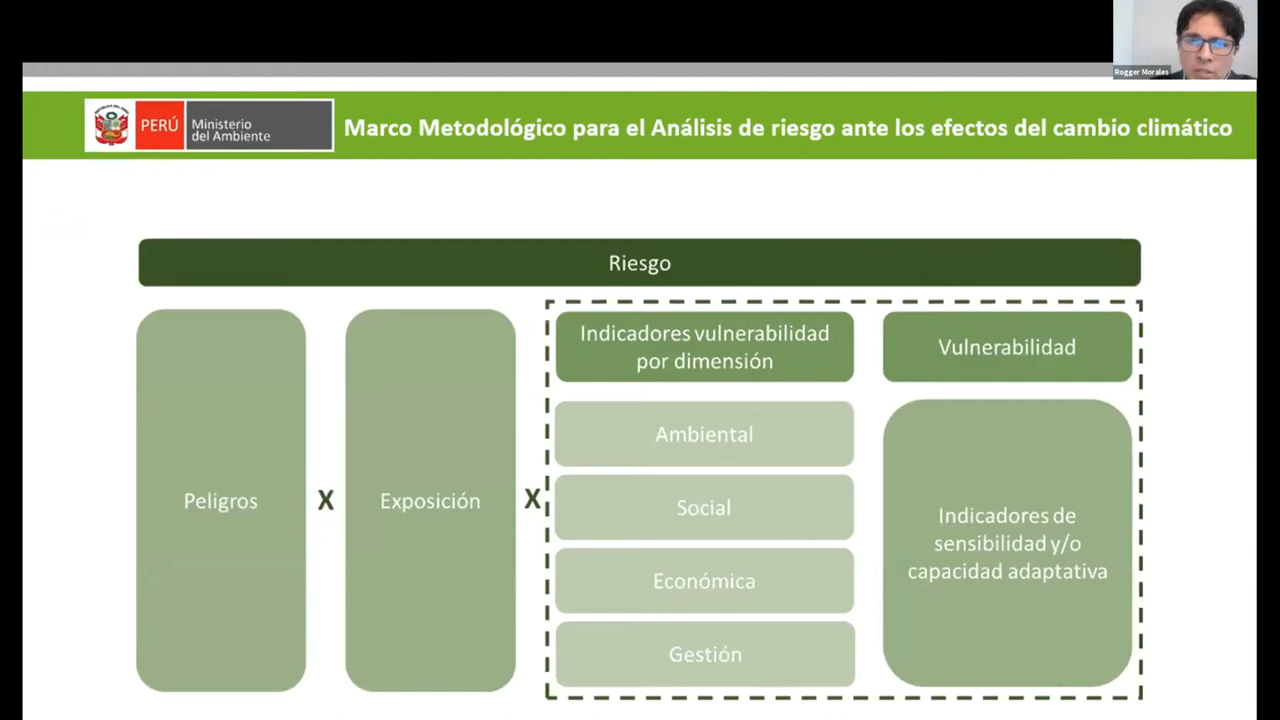 Rogger Morales
PERÚ
Ministerio
del Ambiente
Marco Metodológico para el Análisis de riesgo ante los efectos del cambio climático
Riesgo
Peligros
X
Exposición
X
Indicadores vulnerabilidad
por dimensión
Ambiental
Social
Económica
Gestión
Vulnerabilidad
Indicadores de
sensibilidad y/o
capacidad adaptativa